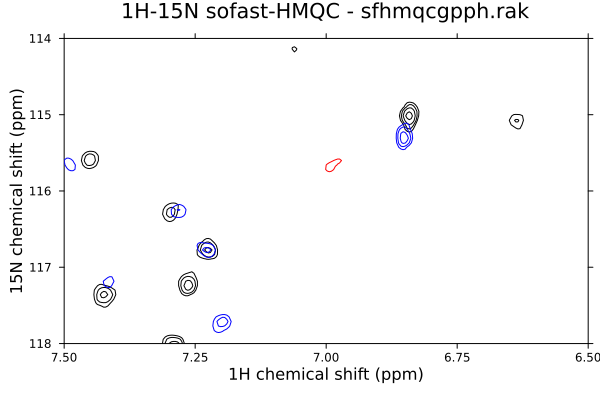 1H-15N sofast-HMQC - sfhmqcgpph.rak
114
115
116
117
118
15N chemical shift (ppm)
7.50 7.25 7.00 6.75 6.50
1H chemical shift (ppm)